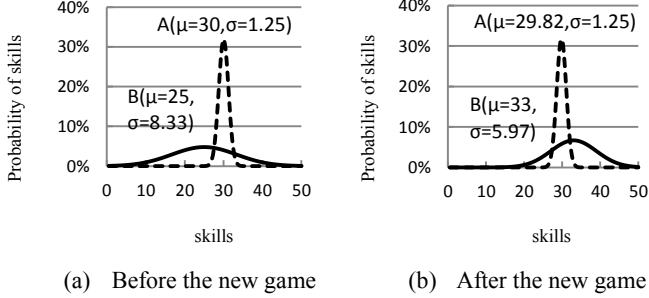 40%
30%
20%
10%
0%
Probability of skills
A(μ=30,σ=1.25)
B(μ=25,
σ=8.33)
0 10 20 30 40 50
skills
(a) Before the new game
40%
30%
20%
10%
0%
Probability of skills
A(μ=29.82,σ=1.25)
B(μ=33,
σ=5.97)
0 10 20 30 40 50
skills
(b) After the new game